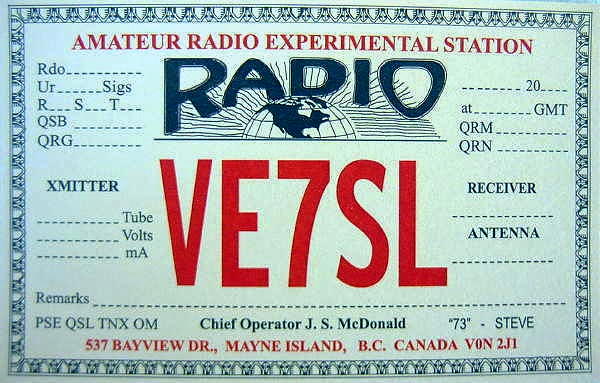 AMATEUR RADIO EXPERIMENTAL STATION
RADIO
Rdo
Ur Sigs
R S T
QSB
QRG
20
at GMT
QRM
QRN
VE7SL
XMITTER
Tube
Volts
mA
RECEIVER
ANTENNA
Remarks
PSE QSL TNX OM Chief Operator J. S. McDonald "73" - STEVE
537 BAYVIEW DR., MAYNE ISLAND, B.C. CANADA V0N 2J1